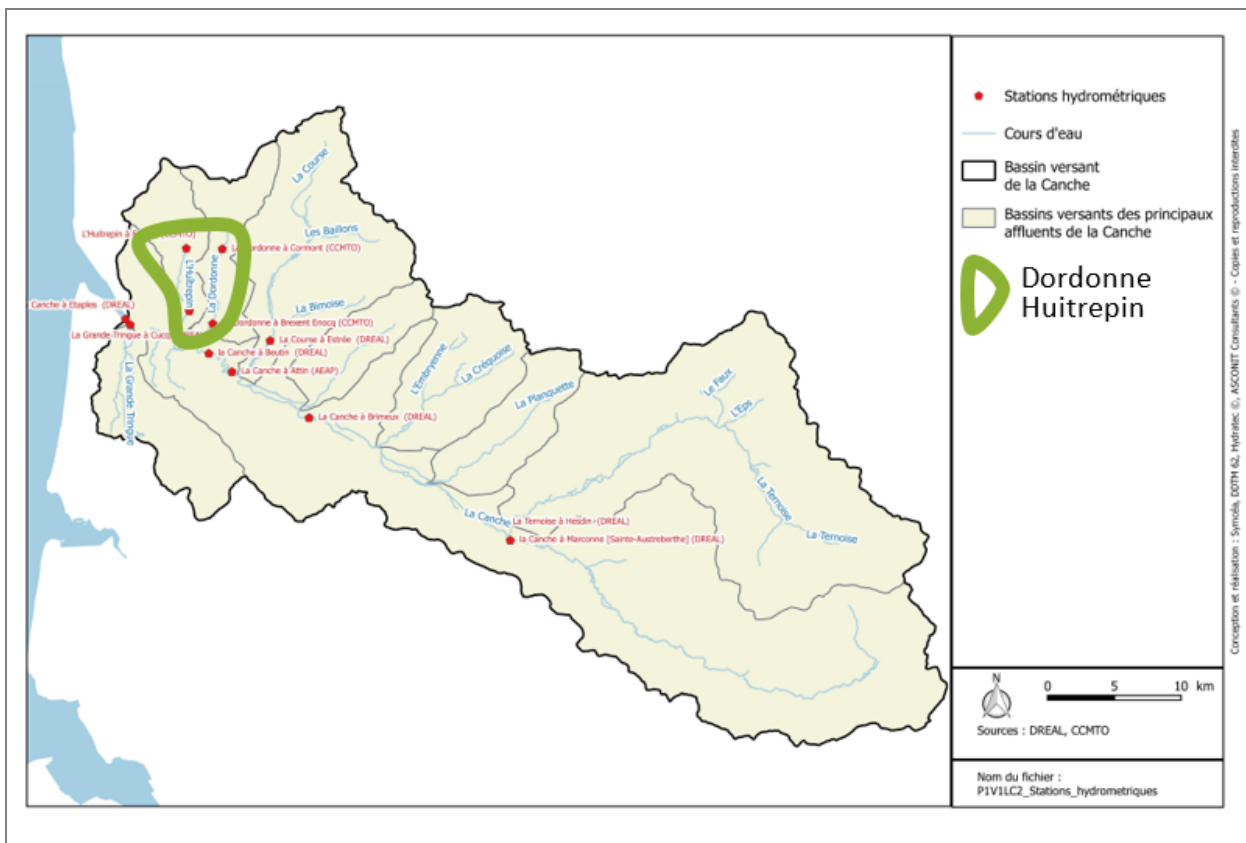 La Course
Les Baillons
L'Huitrepin à
(CCMTO)
Cormont (CCMTO)
L'Huitrepin
La Dordonne
La Bimoise
Canche à Etaples (DREAL)
Dordonne à Brexent Enocq (CCMTO)
La Grande-Tringue à
La Course à Estrée (DREAL)
la Canche à Boutin (DREAL)
La Canche à Attin (AEAP)
La Grande Tringue
L'Embryenne
La Créquoise
La Planquette
Le Faux
L'Eps
La Canche à Brimeux (DREAL)
La Ternoise
La Canche
La Ternoise à Hesdin (DREAL)
la Canche à Marconne [Sainte-Austreberthe] (DREAL)
La Ternoise
Stations hydrométriques
Cours d'eau
Bassin versant
de la Canche
Bassins versants des principaux
affluents de la Canche
Dordonne
Huitrepin
N
0 5 10 km
Sources : DREAL, CCMTO
Nom du fichier :
P1V1LC2_Stations_hydrometriques
Conception et réalisation : Symcéa, DDTM 62, Hydratec ©, ASCONIT Consultants © - Copies et reproductions interdites